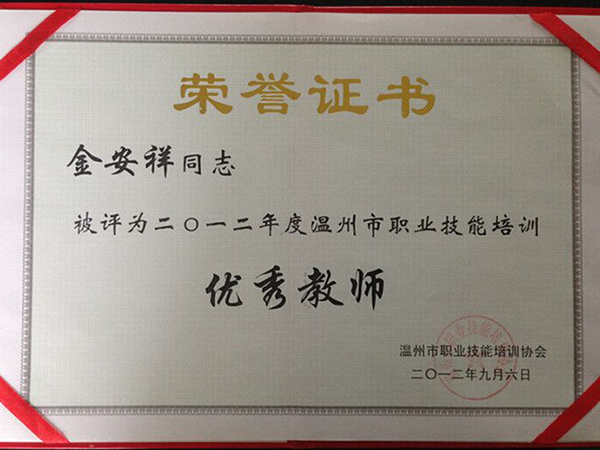 荣誉证书
金安祥同志
被评为二〇一二年度温州市职业技能培训
优秀教师
温州市职业技能培训协会
二〇一二年九月六日